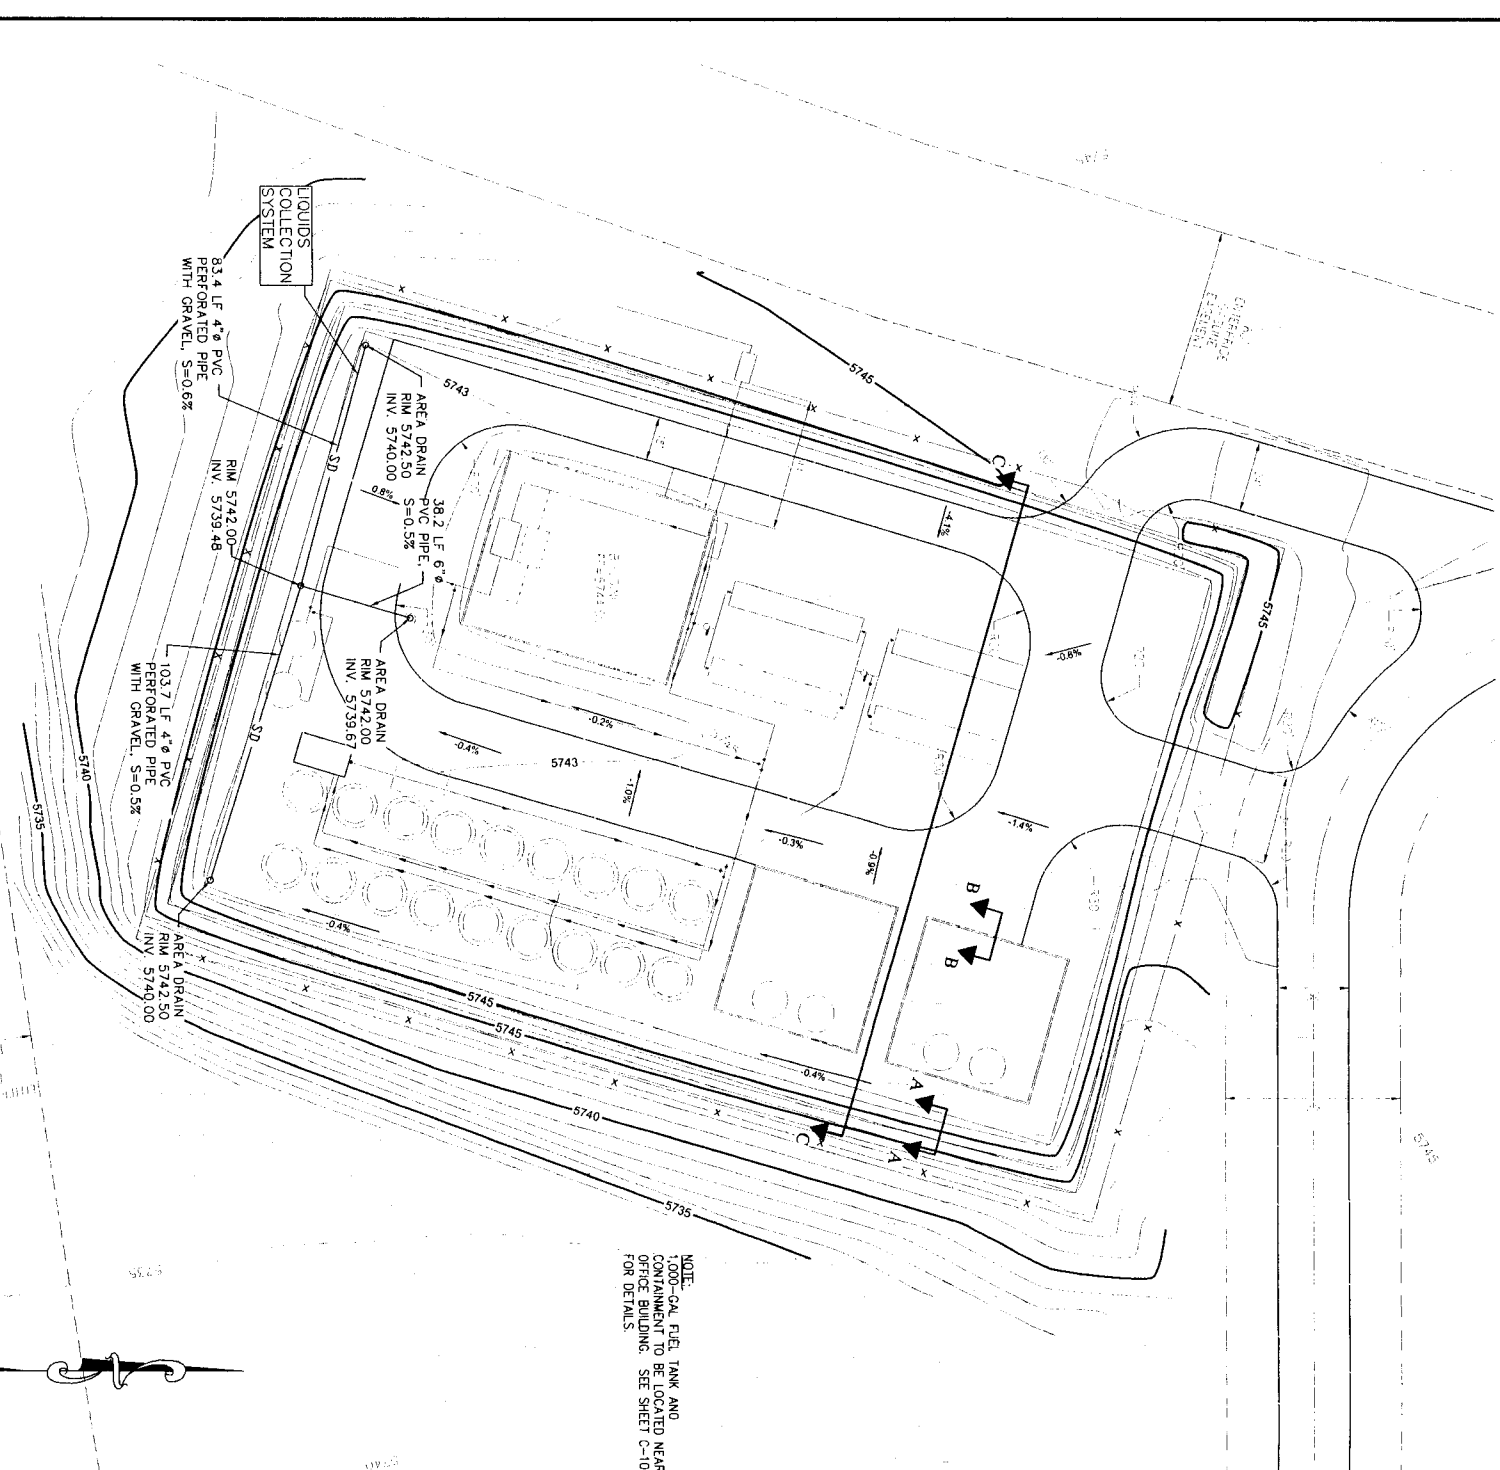 LIQUIDS
COLLECTION
SYSTEM
83.4 LF 4"ø PVC
PERFORATED PIPE
WITH GRAVEL, S=0.6%
RIM 5742.00
INV. 5739.48
AREA DRAIN
RIM 5742.50
INV. 5740.00
38.2 LF 6"ø
PVC PIPE,
S=0.5%
AREA DRAIN
RIM 5742.00
INV. 5739.67
103.7 LF 4"ø PVC
PERFORATED PIPE
WITH GRAVEL, S=0.5%
AREA DRAIN
RIM 5742.50
INV. 5740.00
SD
SD
5743
5743
5745
5745
5745
5745
5745
5745
5740
5740
5735
5735
5735
0.8%
-4.1%
-0.8%
-1.4%
-0.2%
-0.4%
-1.0%
-0.3%
-0.9%
-0.4%
-0.4%
C
C
B
B
A
A
NOTE:
1,000-GAL FUEL TANK AND
CONTAINMENT TO BE LOCATED NEAR
OFFICE BUILDING. SEE SHEET C-10
FOR DETAILS.